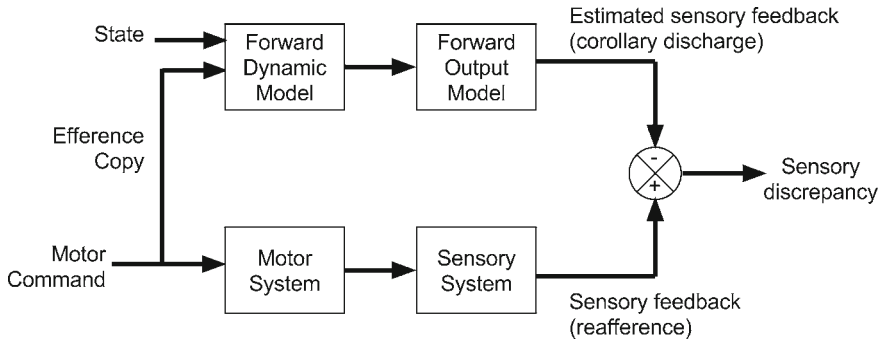 State
Forward
Dynamic
Model
Forward
Output
Model
Estimated sensory feedback
(corollary discharge)
Efference
Copy
-
+
Sensory
discrepancy
Motor
Command
Motor
System
Sensory
System
Sensory feedback
(reafference)